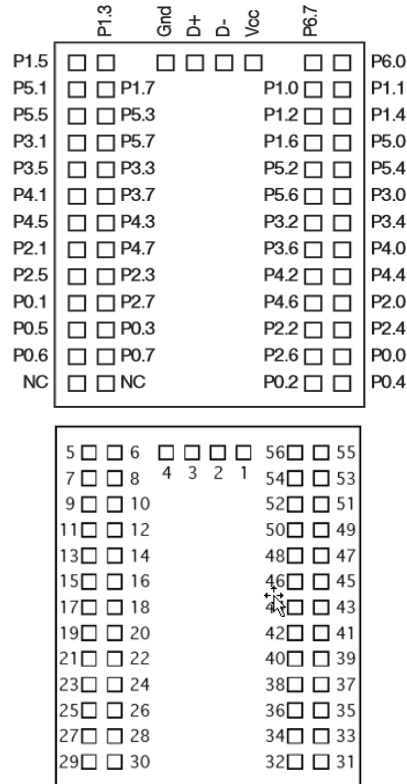 P1.3 Gnd D+ D- Vcc P6.7
P1.5 P6.0
P5.1 P1.7 P1.0 P1.1
P5.5 P5.3 P1.2 P1.4
P3.1 P5.7 P1.6 P5.0
P3.5 P3.3 P5.2 P5.4
P4.1 P3.7 P5.6 P3.0
P4.5 P4.3 P3.2 P3.4
P2.1 P4.7 P3.6 P4.0
P2.5 P2.3 P4.2 P4.4
P0.1 P2.7 P4.6 P2.0
P0.5 P0.3 P2.2 P2.4
P0.6 P0.7 P2.6 P0.0
NC NC P0.2 P0.4
5 6 56 55
4 3 2 1
7 8 54 53
9 10 52 51
11 12 50 49
13 14 48 47
15 16 46 45
17 18 43
19 20 42 41
21 22 40 39
23 24 38 37
25 26 36 35
27 28 34 33
29 30 32 31